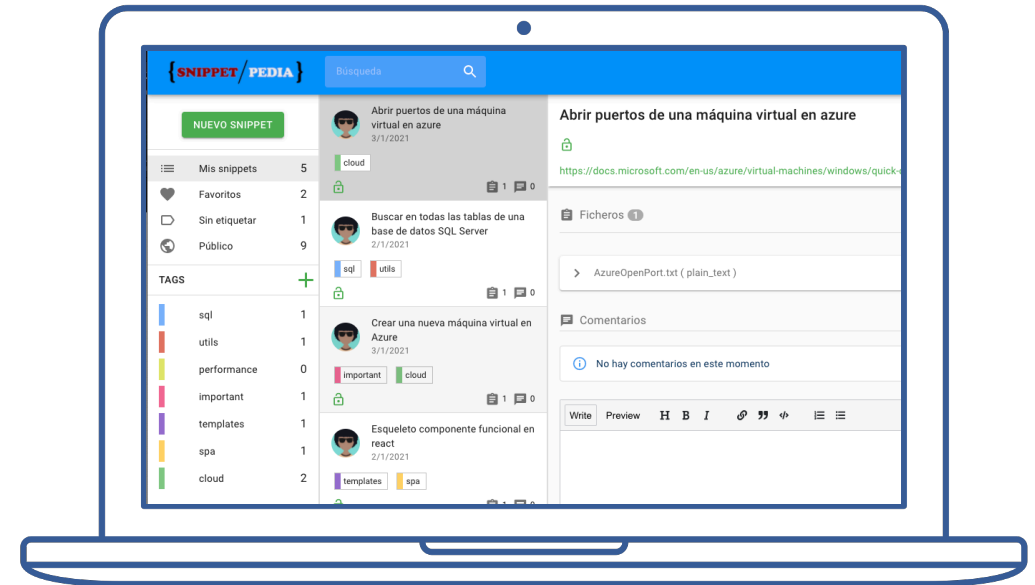 {SNIPPET/PEDIA}
Búsqueda
NUEVO SNIPPET
Mis snippets 5
Favoritos 2
Sin etiquetar 1
Público 9
TAGS
sql 1
utils 1
performance 0
important 1
templates 1
spa 1
cloud 2
Abrir puertos de una máquina
virtual en azure
3/1/2021
cloud
1 0
Buscar en todas las tablas de una
base de datos SQL Server
2/1/2021
sql utils
1 0
Crear una nueva máquina virtual en
Azure
3/1/2021
important cloud
1 0
Esqueleto componente funcional en
react
2/1/2021
templates spa
Abrir puertos de una máquina virtual en azure
https://docs.microsoft.com/en-us/azure/virtual-machines/windows/quick-
Ficheros 1
AzureOpenPort.txt ( plain_text )
Comentarios
No hay comentarios en este momento
Write Preview H B I